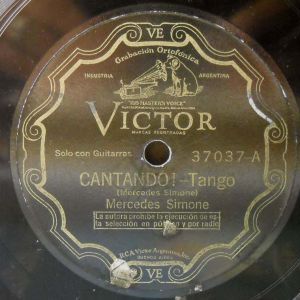 VE
Grabación Ortofónica
INDUSTRIA ARGENTINA
"HIS MASTER'S VOICE"
VICTOR
MARCAS REGISTRADAS
Solo con Guitarras 37037-A
CANTANDO!-Tango
(Mercedes Simone)
Mercedes Simone
La autora prohibe la ejecución de es-
ta selección en público y por radio
RCA Victor Argentina, Inc.
BUENOS AIRES
VE